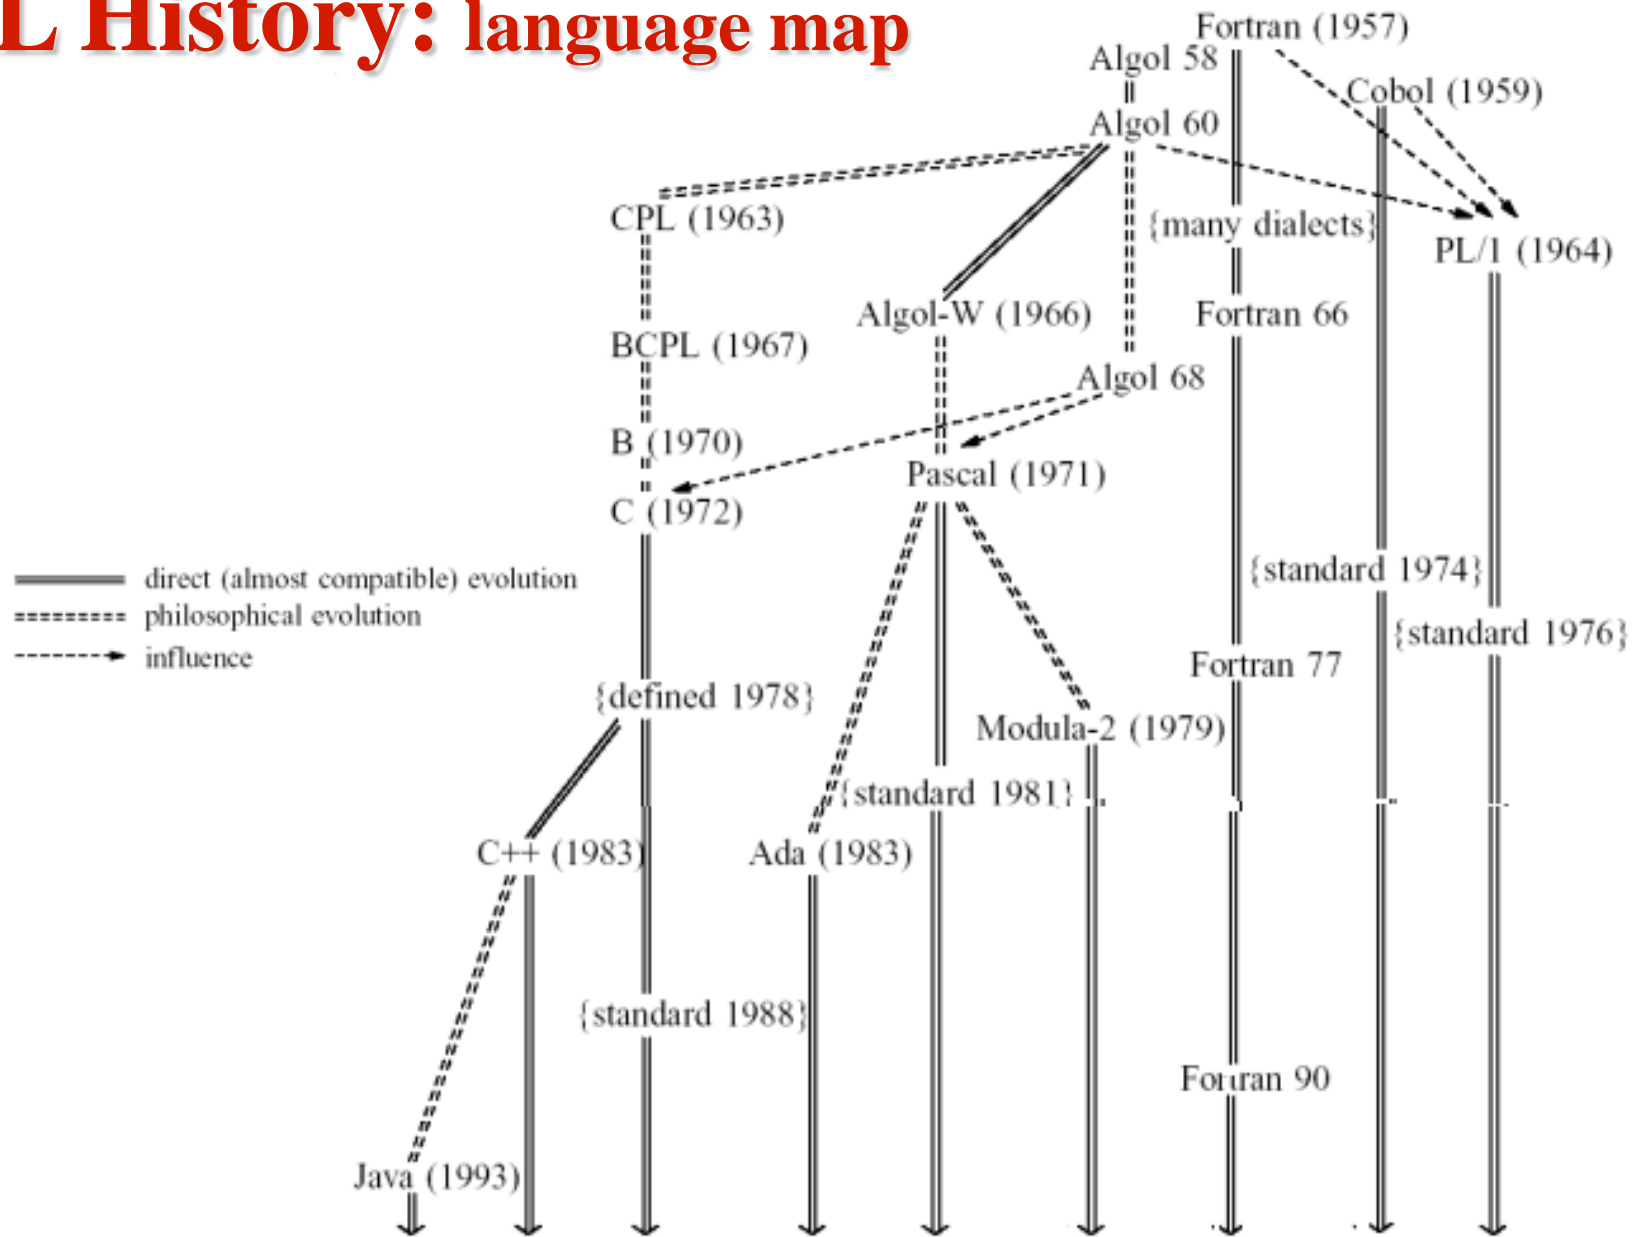 L History: language map
Fortran (1957)
Algol 58
Cobol (1959)
Algol 60
CPL (1963)
{many dialects}
PL/1 (1964)
Algol-W (1966)
Fortran 66
BCPL (1967)
Algol 68
B (1970)
Pascal (1971)
C (1972)
{standard 1974}
direct (almost compatible) evolution
philosophical evolution
{standard 1976}
influence
Fortran 77
{defined 1978}
Modula-2 (1979)
{standard 1981}
C++ (1983)
Ada (1983)
{standard 1988}
Fortran 90
Java (1993)